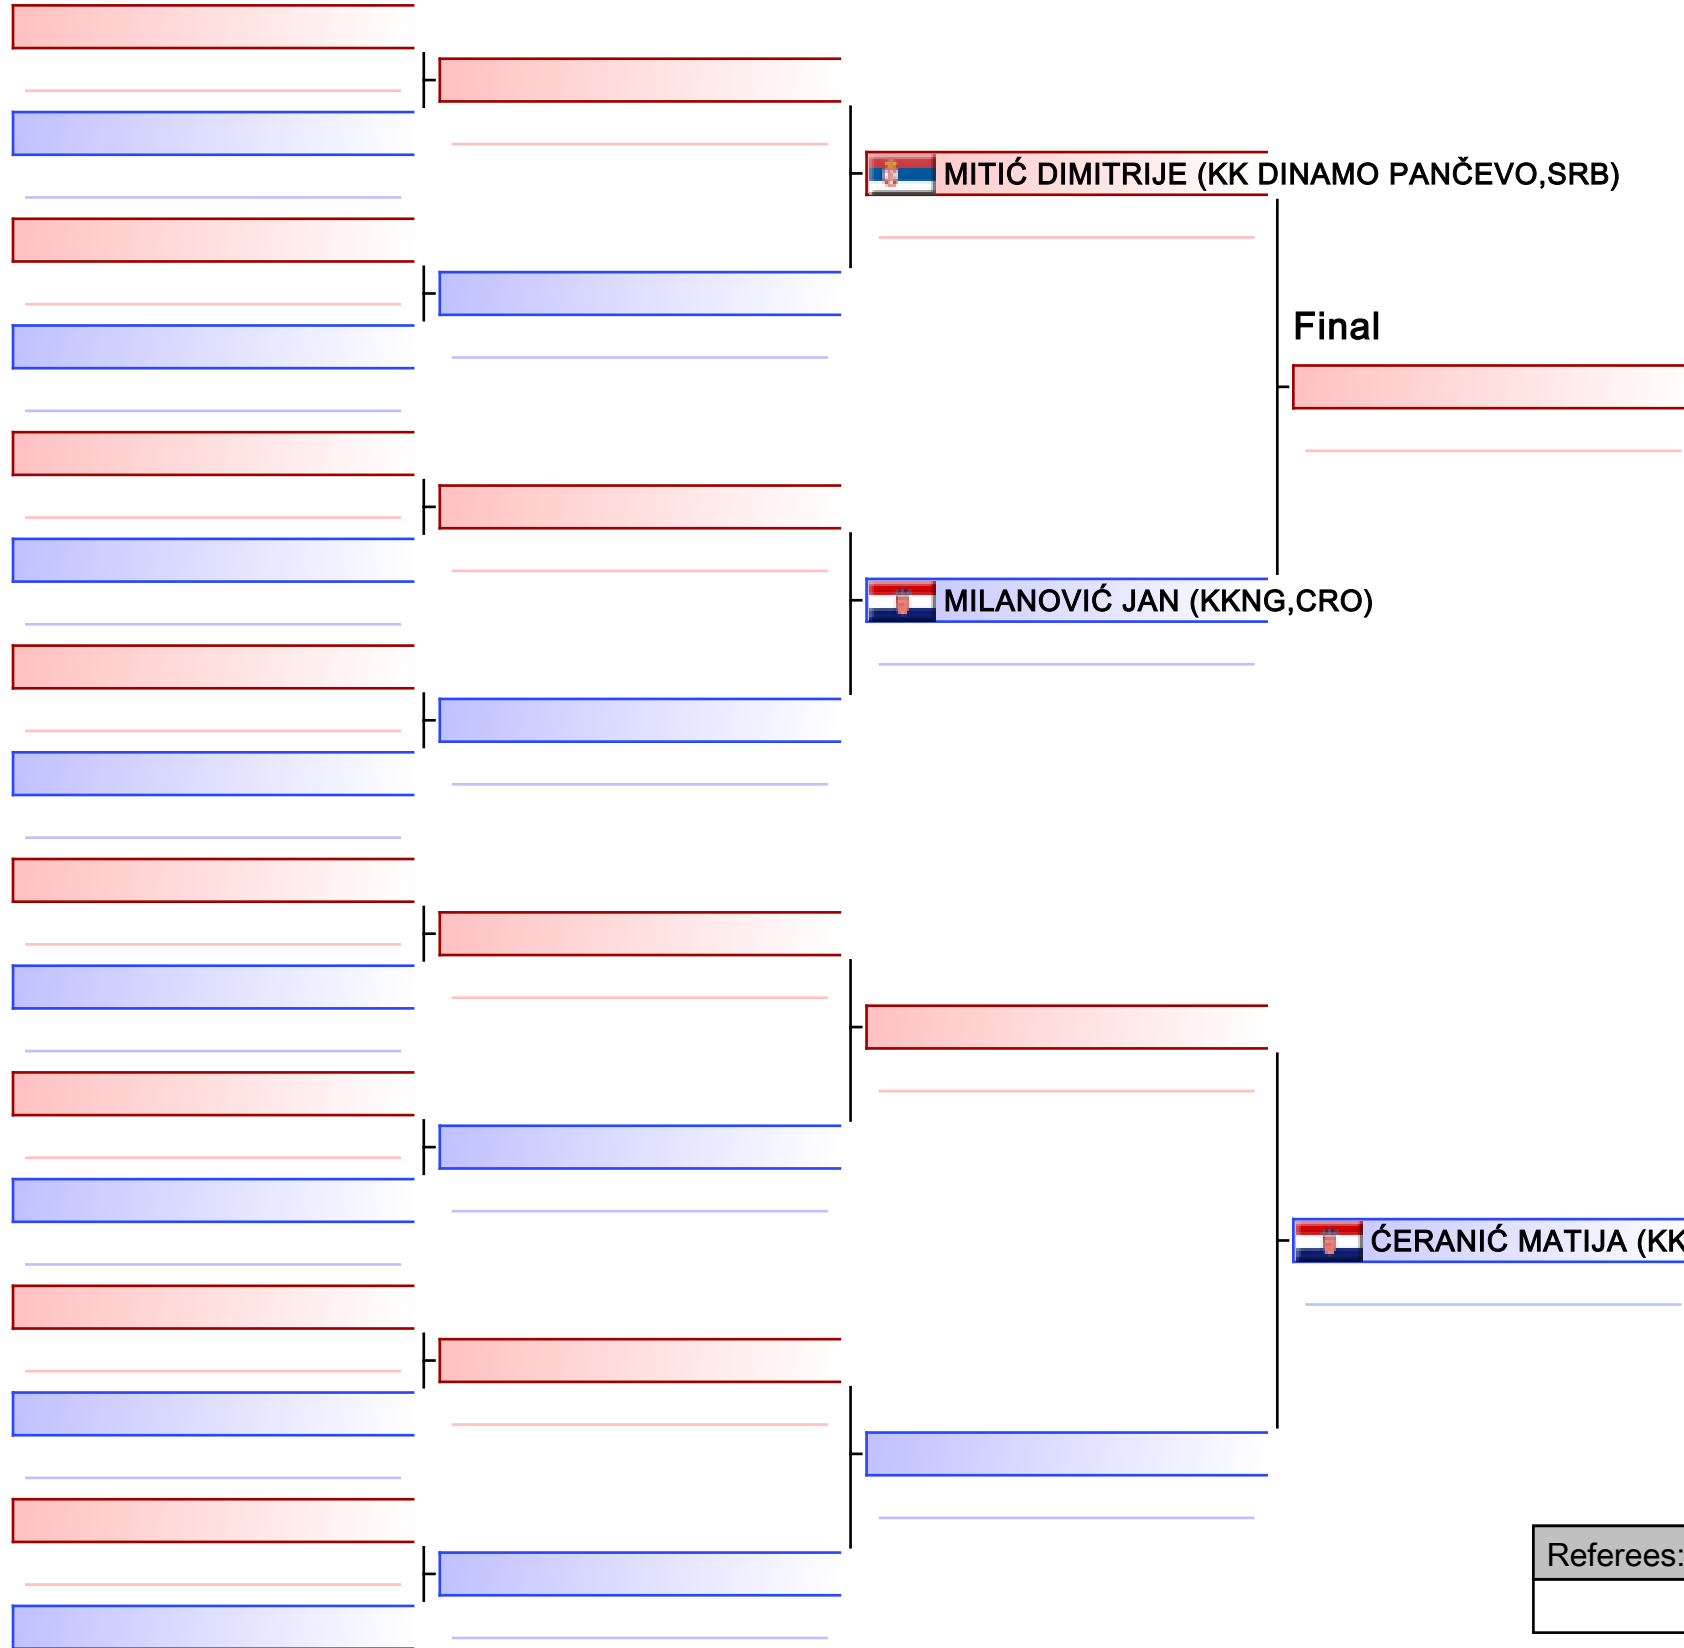 MITIĆ DIMITRIJE (KK DINAMO PANČEVO,SRB)
Final
MILANOVIĆ JAN (KKNG,CRO)
ĆERANIĆ MATIJA (KK
Referees: